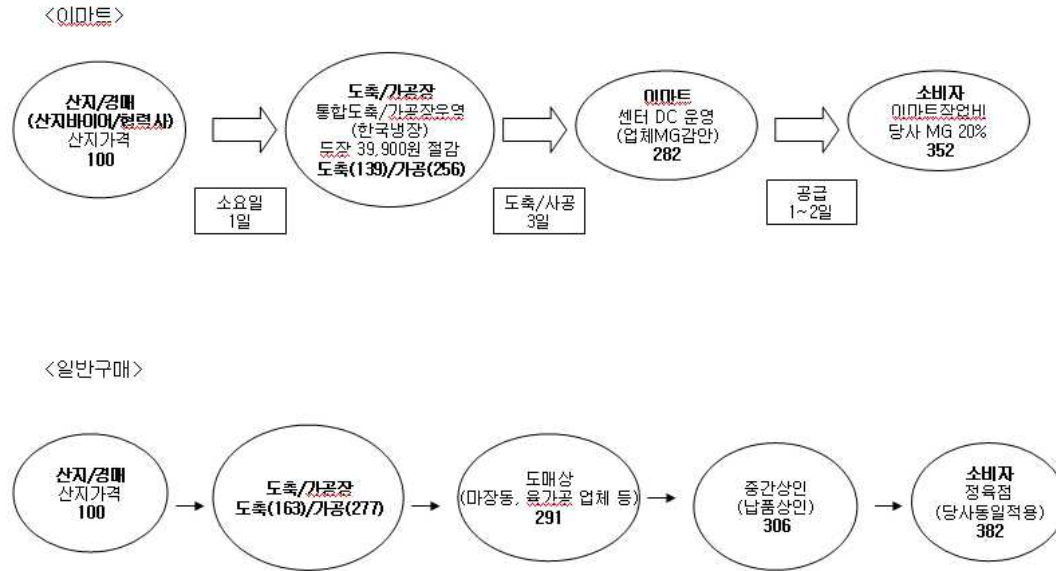 <이마트>
산지/경매
(산지바이어/협력사)
산지가격
100
도축/가공장
통합도축/가공장운영
(한국냉장)
두장 39,900원 절감
도축(139)/가공(256)
이마트
센터 DC 운영
(업체MG감안)
282
소비자
이마트작업비
당사 MG 20%
352
소요일
1일
도축/사공
3일
공급
1~2일
<일반구매>
산지/경매
산지가격
100
도축/가공장
도축(163)/가공(277)
도매상
(마장동, 육가공 업체 등)
291
중간상인
(납품상인)
306
소비자
정육점
(당사동일적용)
382